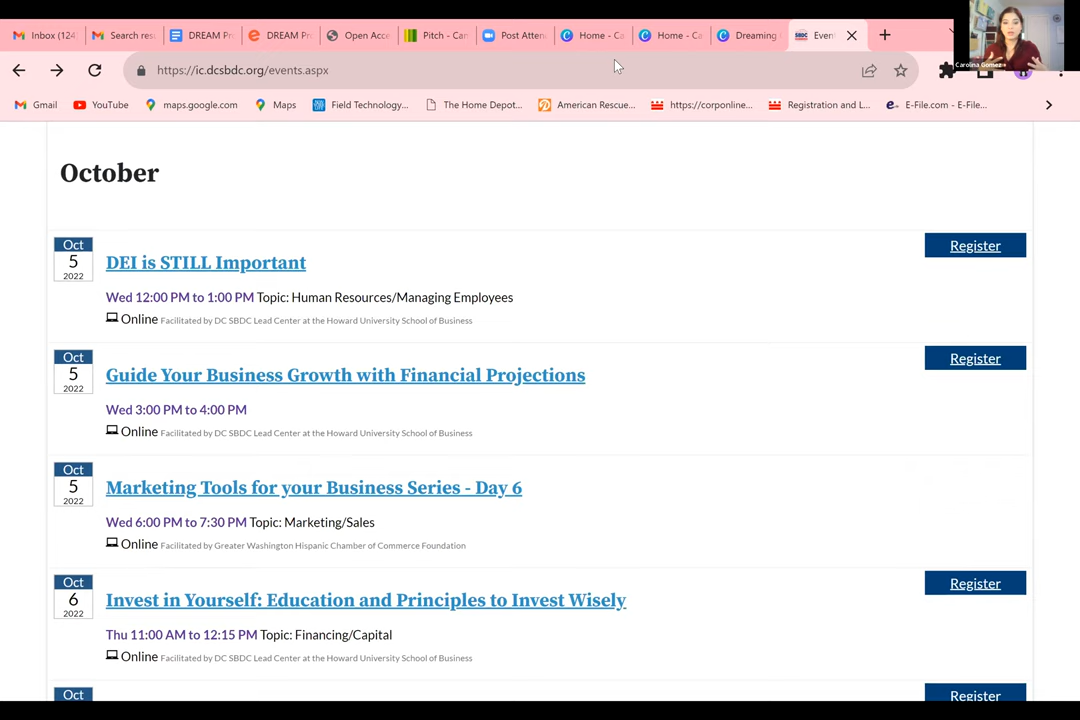 Inbox (124
Search res
DREAM Pr
DREAM Pr
Open Acce
Pitch - Can
Post Atten
Home - Ca
Home - Ca
Dreaming
SBDC
Even
Carolina Gomez
https://ic.dcsbdc.org/events.aspx
Gmail
YouTube
maps.google.com
Maps
Field Technology...
The Home Depot...
American Rescue...
https://corponline...
Registration and L...
E-File.com - E-File...
October
Oct
5
2022
DEI is STILL Important
Register
Wed 12:00 PM to 1:00 PM Topic: Human Resources/Managing Employees
Online Facilitated by DC SBDC Lead Center at the Howard University School of Business
Oct
5
2022
Guide Your Business Growth with Financial Projections
Register
Wed 3:00 PM to 4:00 PM
Online Facilitated by DC SBDC Lead Center at the Howard University School of Business
Oct
5
2022
Marketing Tools for your Business Series - Day 6
Wed 6:00 PM to 7:30 PM Topic: Marketing/Sales
Online Facilitated by Greater Washington Hispanic Chamber of Commerce Foundation
Oct
6
2022
Invest in Yourself: Education and Principles to Invest Wisely
Register
Thu 11:00 AM to 12:15 PM Topic: Financing/Capital
Online Facilitated by DC SBDC Lead Center at the Howard University School of Business
Oct
Register